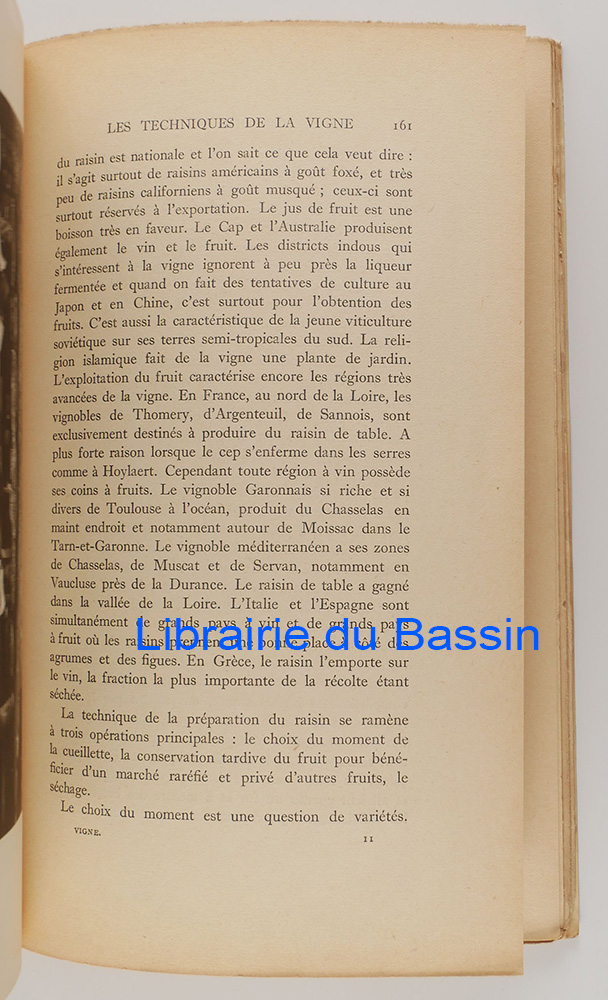 LES TECHNIQUES DE LA VIGNE 161
du raisin est nationale et l'on sait ce que cela veut dire :
il s'agit surtout de raisins américains à goût foxé, et très
peu de raisins californiens à goût musqué ; ceux-ci sont
surtout réservés à l'exportation. Le jus de fruit est une
boisson très en faveur. Le Cap et l'Australie produisent
également le vin et le fruit. Les districts indous qui
s'intéressent à la vigne ignorent à peu près la liqueur
fermentée et quand on fait des tentatives de culture au
Japon et en Chine, c'est surtout pour l'obtention des
fruits. C'est aussi la caractéristique de la jeune viticulture
soviétique sur ses terres semi-tropicales du sud. La reli-
gion islamique fait de la vigne une plante de jardin.
L'exploitation du fruit caractérise encore les régions très
avancées de la vigne. En France, au nord de la Loire, les
vignobles de Thomery, d'Argenteuil, de Sannois, sont
exclusivement destinés à produire du raisin de table. A
plus forte raison lorsque le cep s'enferme dans les serres
comme à Hoylaert. Cependant toute région à vin possède
ses coins à fruits. Le vignoble Garonnais si riche et si
divers de Toulouse à l'océan, produit du Chasselas en
maint endroit et notamment autour de Moissac dans le
Tarn-et-Garonne. Le vignoble méditerranéen a ses zones
de Chasselas, de Muscat et de Servan, notamment en
Vaucluse près de la Durance. Le raisin de table a gagné
dans la vallée de la Loire. L'Italie et l'Espagne sont
simultanément de grands pays à vin et de grands pays
à fruit où les raisins prennent une bonne place à côté des
Librairie du Bassin
agrumes et des figues. En Grèce, le raisin l'emporte sur
le vin, la fraction la plus importante de la récolte étant
séchée.
La technique de la préparation du raisin se ramène
à trois opérations principales : le choix du moment de
la cueillette, la conservation tardive du fruit pour béné-
ficier d'un marché raréfié et privé d'autres fruits, le
séchage.
Le choix du moment est une question de variétés.
VIGNE. 11